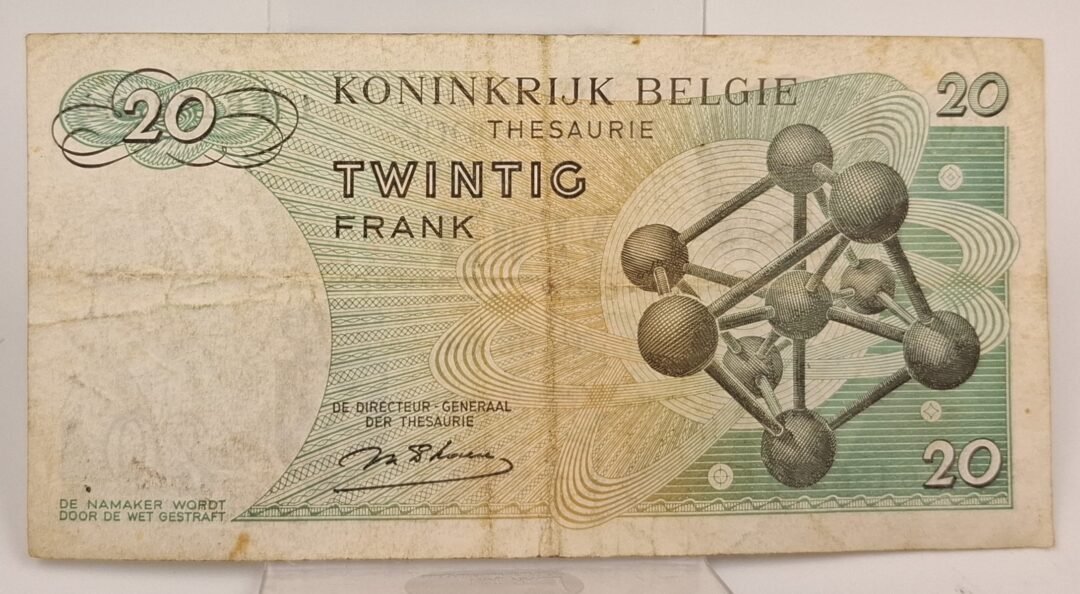 20
KONINKRIJK BELGIE
THESAURIE
TWINTIG
FRANK
20
DE DIRECTEUR-GENERAAL
DER THESAURIE
20
DE NAMAKER WORDT
DOOR DE WET GESTRAFT